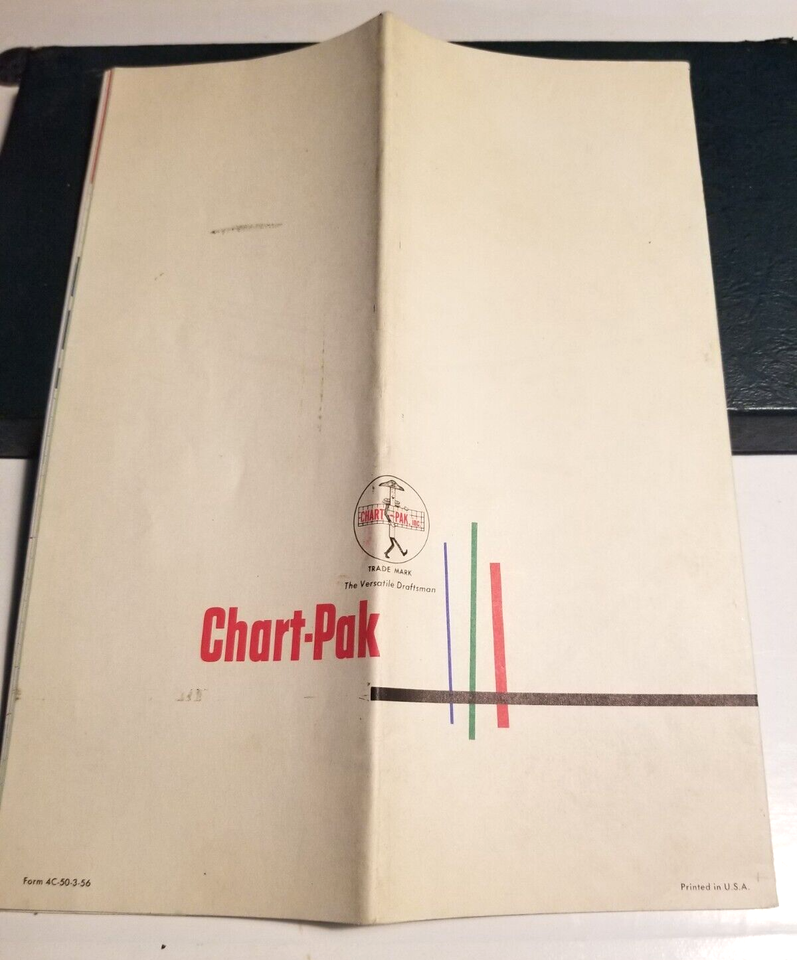 CHART-PAK, INC
TRADE MARK
The Versatile Draftsman
Chart-Pak
Form 4C-50-3-56
Printed in U.S.A.